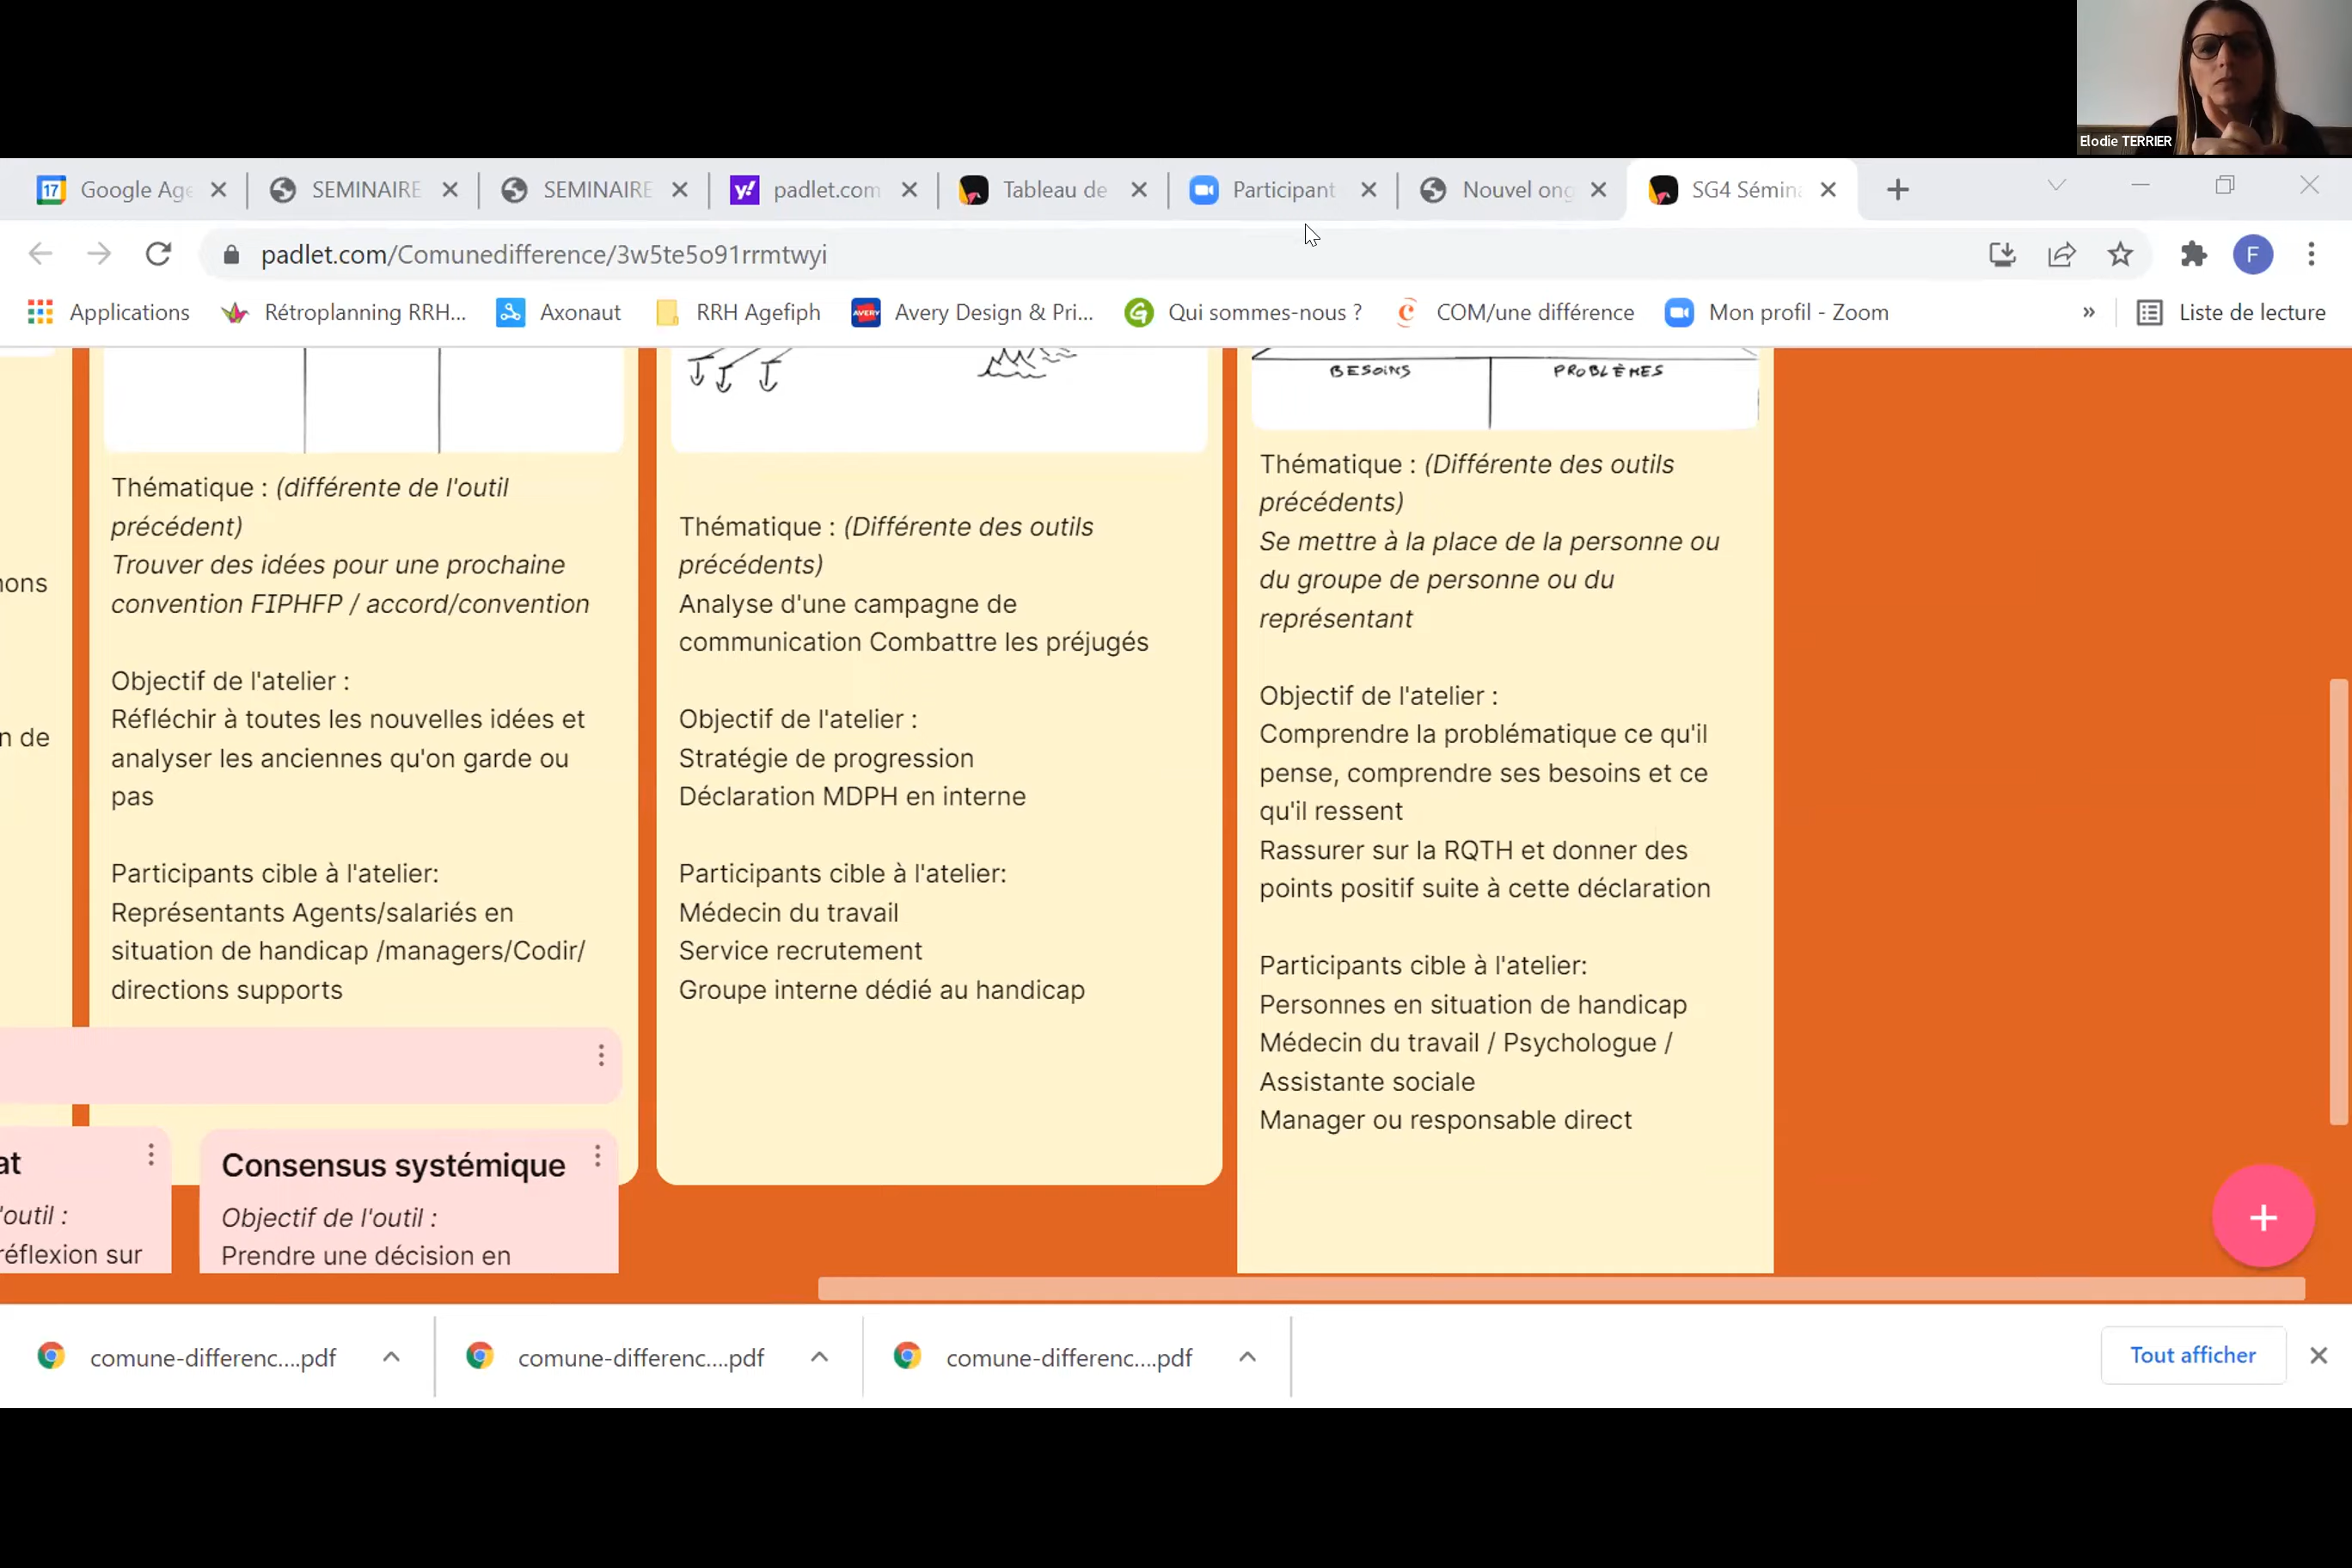 Elodie TERRIER
17 Google Age
SEMINAIRE
SEMINAIRE
y! padlet.com
Tableau de
Participant
Nouvel ong
SG4 Sémina
padlet.com/Comunedifference/3w5te5o91rrmtwyi
F
Applications
Rétroplanning RRH...
Axonaut
RRH Agefiph
AVERY Avery Design & Pri...
Qui sommes-nous ?
COM/une différence
Mon profil - Zoom
»
Liste de lecture
nons
n de
Thématique : (différente de l'outil
précédent)
Trouver des idées pour une prochaine
convention FIPHFP / accord/convention
Objectif de l'atelier :
Réfléchir à toutes les nouvelles idées et
analyser les anciennes qu'on garde ou
pas
Participants cible à l'atelier:
Représentants Agents/salariés en
situation de handicap /managers/Codir/
directions supports
Thématique : (Différente des outils
précédents)
Analyse d'une campagne de
communication Combattre les préjugés
Objectif de l'atelier :
Stratégie de progression
Déclaration MDPH en interne
Participants cible à l'atelier:
Médecin du travail
Service recrutement
Groupe interne dédié au handicap
BESOINS
PROBLÈMES
Thématique : (Différente des outils
précédents)
Se mettre à la place de la personne ou
du groupe de personne ou du
représentant
Objectif de l'atelier :
Comprendre la problématique ce qu'il
pense, comprendre ses besoins et ce
qu'il ressent
Rassurer sur la RQTH et donner des
points positif suite à cette déclaration
Participants cible à l'atelier:
Personnes en situation de handicap
Médecin du travail / Psychologue /
Assistante sociale
Manager ou responsable direct
at
'outil :
réflexion sur
Consensus systémique
Objectif de l'outil :
Prendre une décision en
comune-differenc....pdf
comune-differenc....pdf
comune-differenc....pdf
Tout afficher